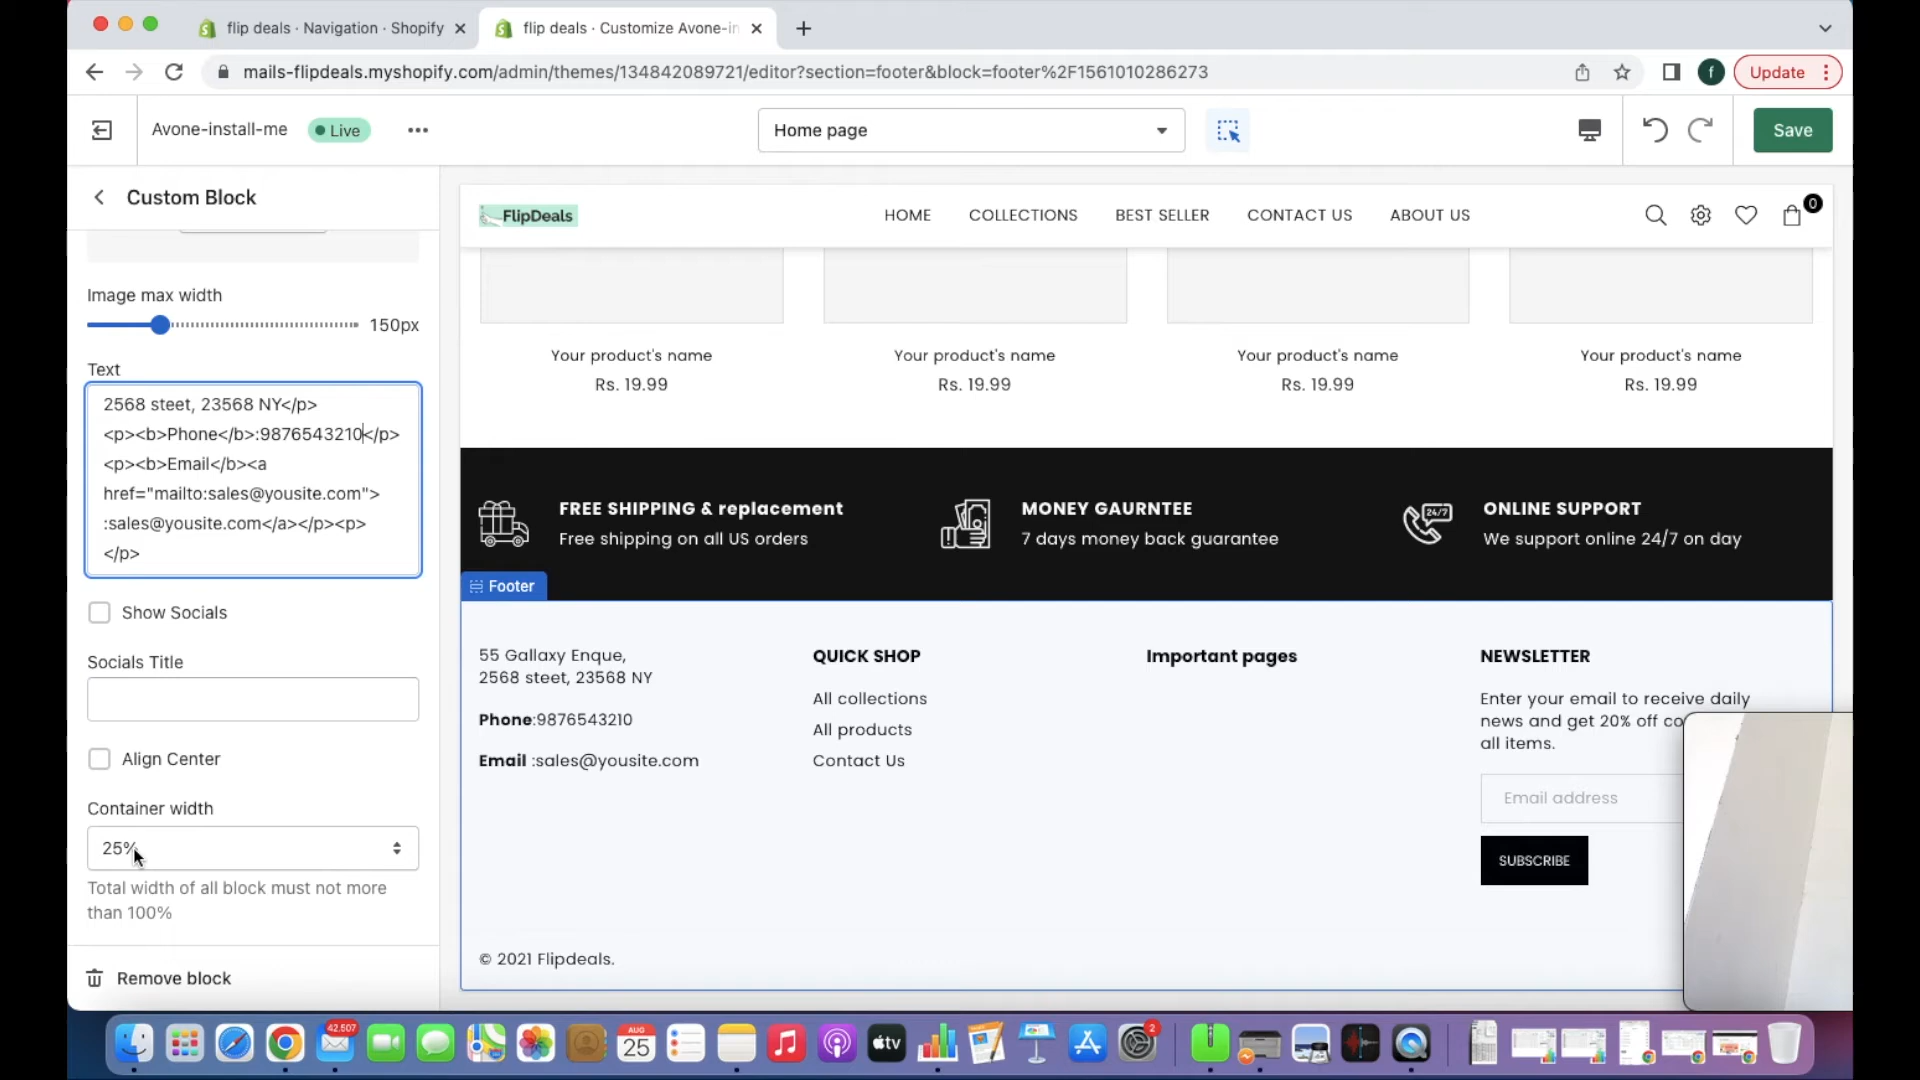 flip deals · Navigation · Shopify
flip deals · Customize Avone-in
mails-flipdeals.myshopify.com/admin/themes/134842089721/editor?section=footer&block=footer%2F1561010286273
f
Update
Avone-install-me
Live
Home page
Save
Custom Block
Image max width
150px
Text
2568 steet, 23568 NY</p>
<p><b>Phone</b>:9876543210</p>
<p><b>Email</b><a
href="mailto:sales@yousite.com">
:sales@yousite.com</a></p><p>
</p>
Show Socials
Socials Title
Align Center
Container width
25%
Total width of all block must not more
than 100%
Remove block
FlipDeals
HOME
COLLECTIONS
BEST SELLER
CONTACT US
ABOUT US
0
Your product's name
Rs. 19.99
Your product's name
Rs. 19.99
Your product's name
Rs. 19.99
Your product's name
Rs. 19.99
FREE SHIPPING & replacement
Free shipping on all US orders
MONEY GAURNTEE
7 days money back guarantee
24/7
ONLINE SUPPORT
We support online 24/7 on day
Footer
55 Gallaxy Enque,
2568 steet, 23568 NY
Phone:9876543210
Email :sales@yousite.com
QUICK SHOP
All collections
All products
Contact Us
Important pages
NEWSLETTER
Enter your email to receive daily
news and get 20% off co
all items.
Email address
SUBSCRIBE
© 2021 Flipdeals.
42,507
AUG
25
tv
2